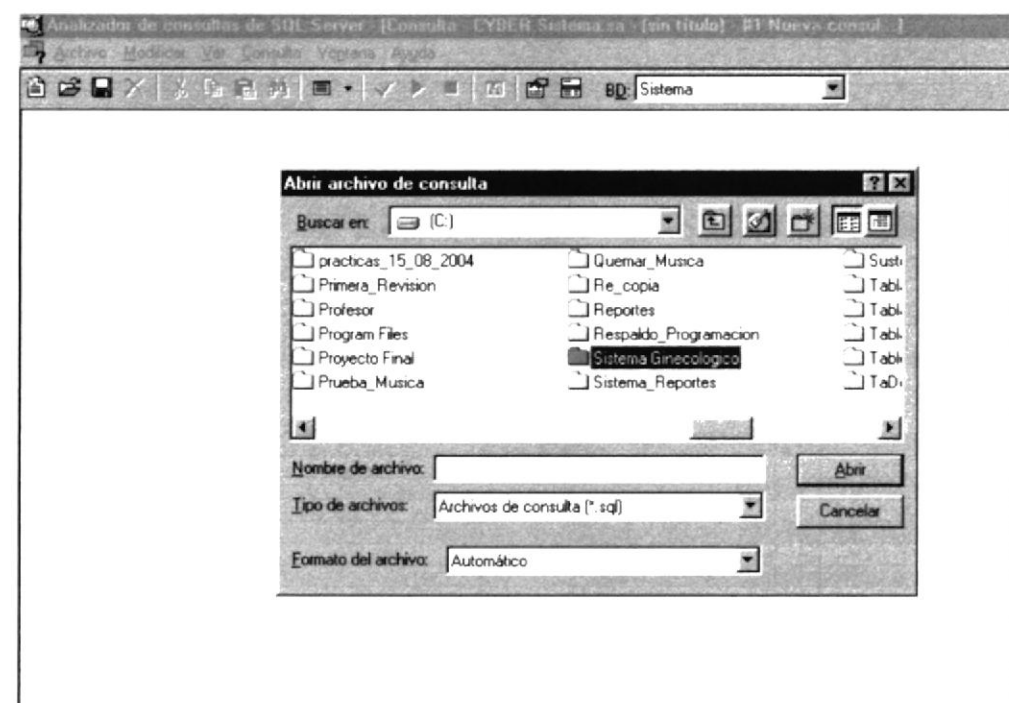 Analizador de consultas de SQL Server - [Consulta - CYBER.Sistema.sa - (sin título) - #1 Nueva consul...]
Archivo Modificar Ver Consulta Ventana Ayuda
BD: Sistema
Abrir archivo de consulta
Buscar en: (C:)
practicas_15_08_2004
Primera_Revision
Profesor
Program Files
Proyecto Final
Prueba_Musica
Quemar_Musica
Re_copia
Reportes
Respaldo_Programacion
Sistema Ginecologico
Sistema_Reportes
Nombre de archivo:
Abrir
Tipo de archivos: Archivos de consulta (*.sql)
Cancelar
Formato del archivo: Automático